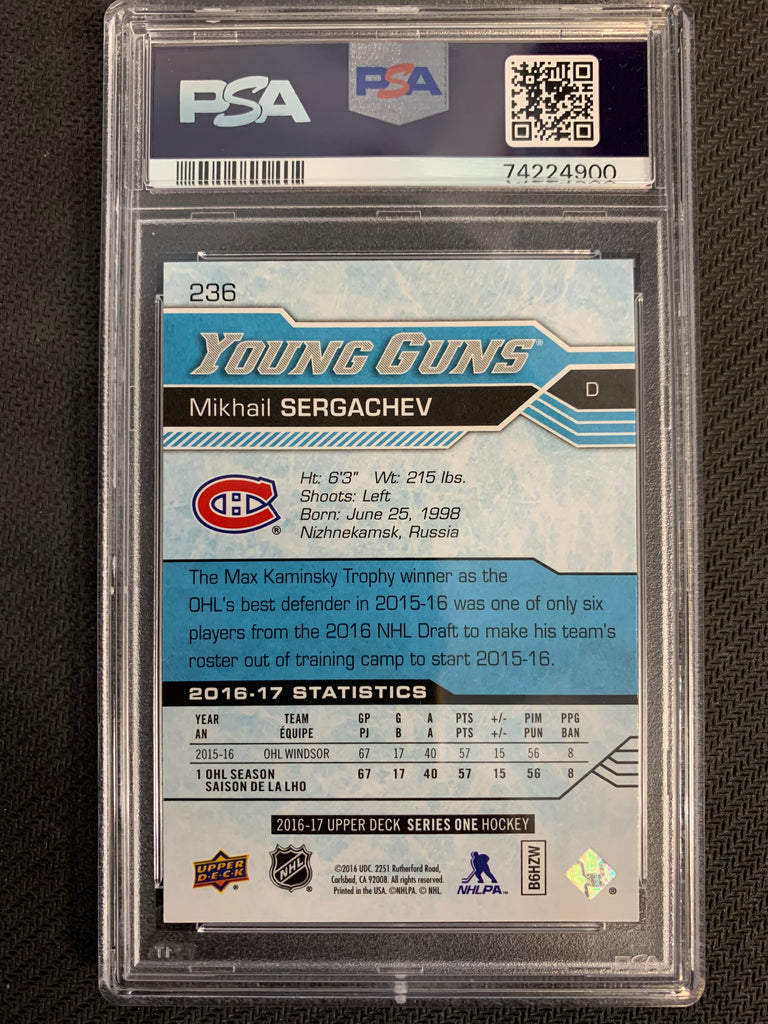 PSA
PSA
74224900
236
YOUNG GUNS®
Mikhail SERGACHEV
D
Ht: 6'3" Wt: 215 lbs.
Shoots: Left
Born: June 25, 1998
Nizhnekamsk, Russia
The Max Kaminsky Trophy winner as the
OHL's best defender in 2015-16 was one of only six
players from the 2016 NHL Draft to make his team's
roster out of training camp to start 2015-16.
2016-17 STATISTICS
YEAR TEAM GP G A PTS +/- PIM PPG
AN ÉQUIPE PJ B A PTS +/- PUN BAN
2015-16 OHL WINDSOR 67 17 40 57 15 56 8
1 OHL SEASON 67 17 40 57 15 56 8
SAISON DE LA LHO
2016-17 UPPER DECK SERIES ONE HOCKEY
UPPER DECK®
NHL®
©2016 UDC. 2251 Rutherford Road,
Carlsbad, CA 92008. All rights reserved.
Printed in the USA. ©NHLPA. © NHL.
NHLPA™
B6HZW
®
PSA